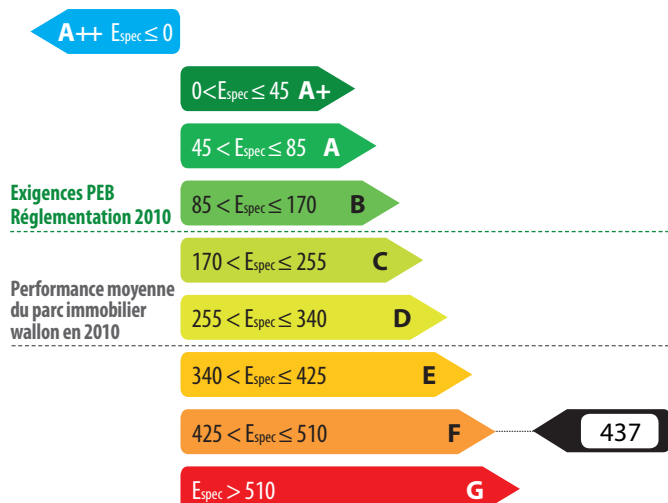 A++ Espec ≤ 0
0<Espec ≤ 45 A+
45 < Espec ≤ 85 A
Exigences PEB
Réglementation 2010
85 < Espec ≤ 170 B
170 < Espec ≤ 255 C
Performance moyenne
du parc immobilier
wallon en 2010
255 < Espec ≤ 340 D
340 < Espec ≤ 425 E
425 < Espec ≤ 510 F
437
Espec > 510 G